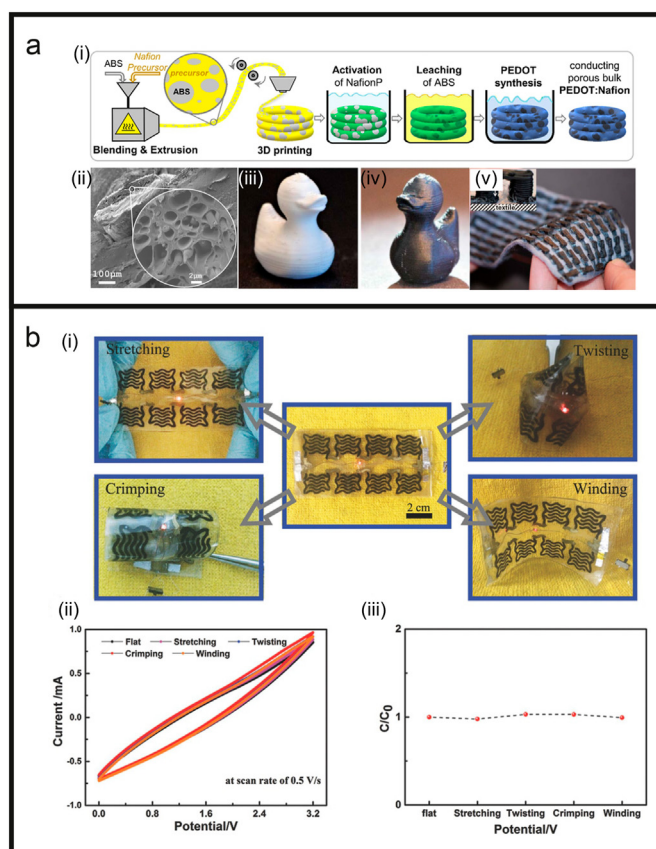 a
(i)
ABS
Nafion
Precursor
precursor
ABS
Blending & Extrusion
3D printing
Activation
of NafionP
Leaching
of ABS
PEDOT
synthesis
conducting
porous bulk
PEDOT:Nafion
(ii)
100μm
2μm
(iii)
(iv)
(v)
textile
b
(i)
Stretching
Twisting
Crimping
Winding
2 cm
(ii)
Current /mA
1.0
0.5
0.0
-0.5
-1.0
Flat Stretching Twisting
Crimping Winding
at scan rate of 0.5 V/s
0.0 0.8 1.6 2.4 3.2
Potential/V
(iii)
C/C0
2
1
0
flat Stretching Twisting Crimping Winding
Potential/V